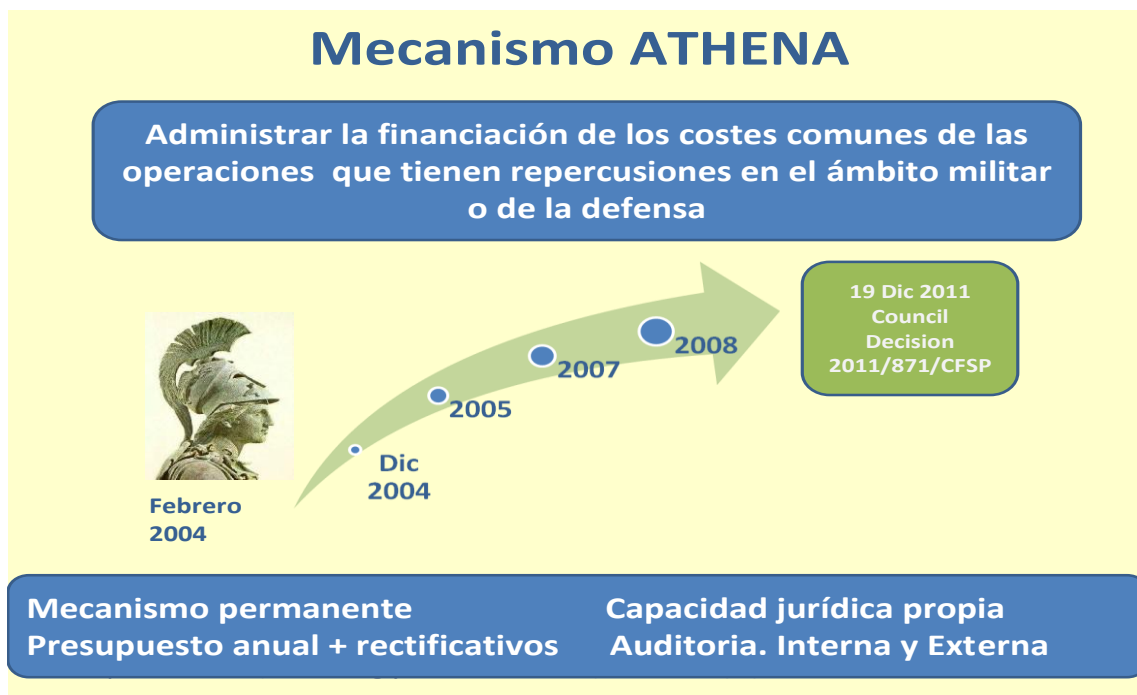 Mecanismo ATHENA
Administrar la financiación de los costes comunes de las
operaciones que tienen repercusiones en el ámbito militar
o de la defensa
19 Dic 2011
Council
Decision
2011/871/CFSP
2008
2007
2005
Dic
2004
Febrero
2004
Mecanismo permanente Capacidad jurídica propia
Presupuesto anual + rectificativos Auditoria. Interna y Externa